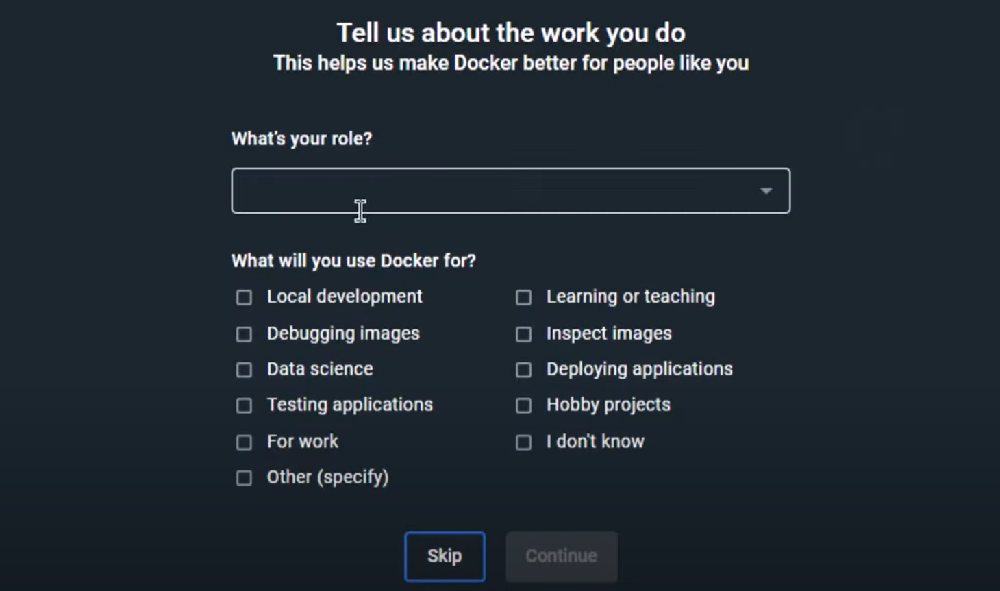 Tell us about the work you do
This helps us make Docker better for people like you
What's your role?
What will you use Docker for?
Local development
Learning or teaching
Debugging images
Inspect images
Data science
Deploying applications
Testing applications
Hobby projects
For work
I don't know
Other (specify)
Skip
Continue